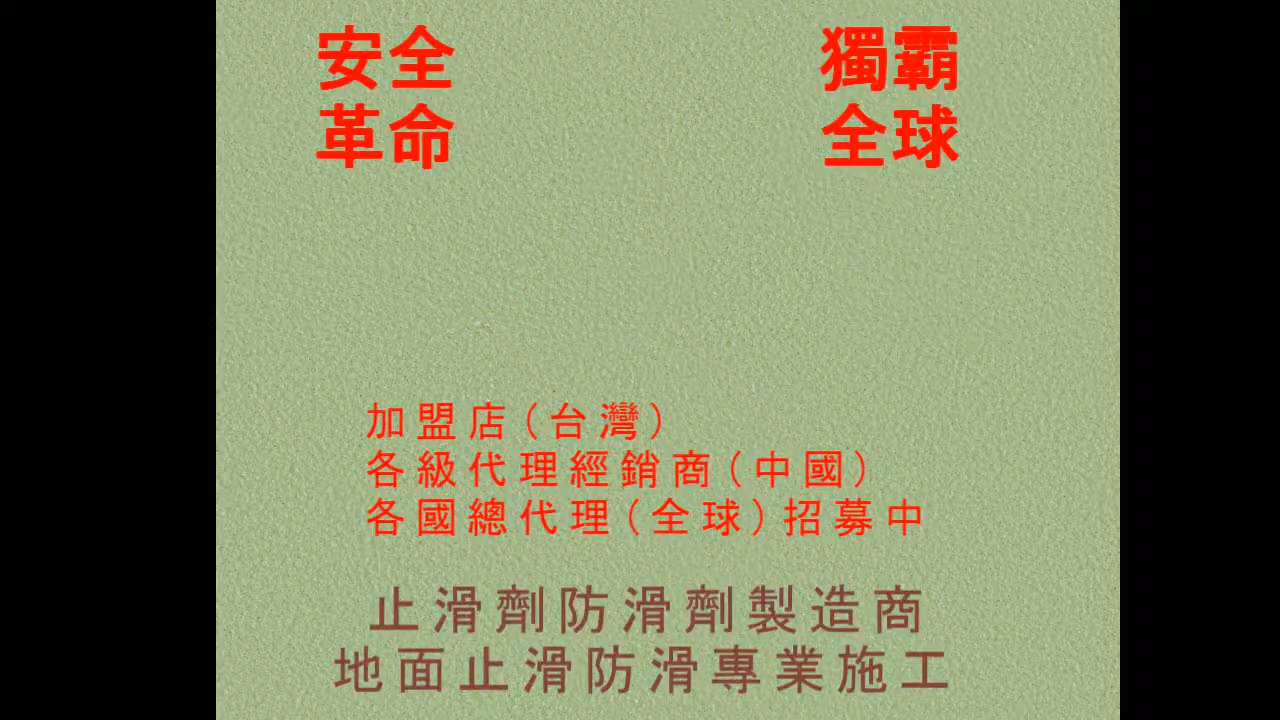 安全
革命
獨霸
全球
加盟店(台灣)
各級代理經銷商(中國)
各國總代理(全球)招募中
止滑劑防滑劑製造商
地面止滑防滑專業施工